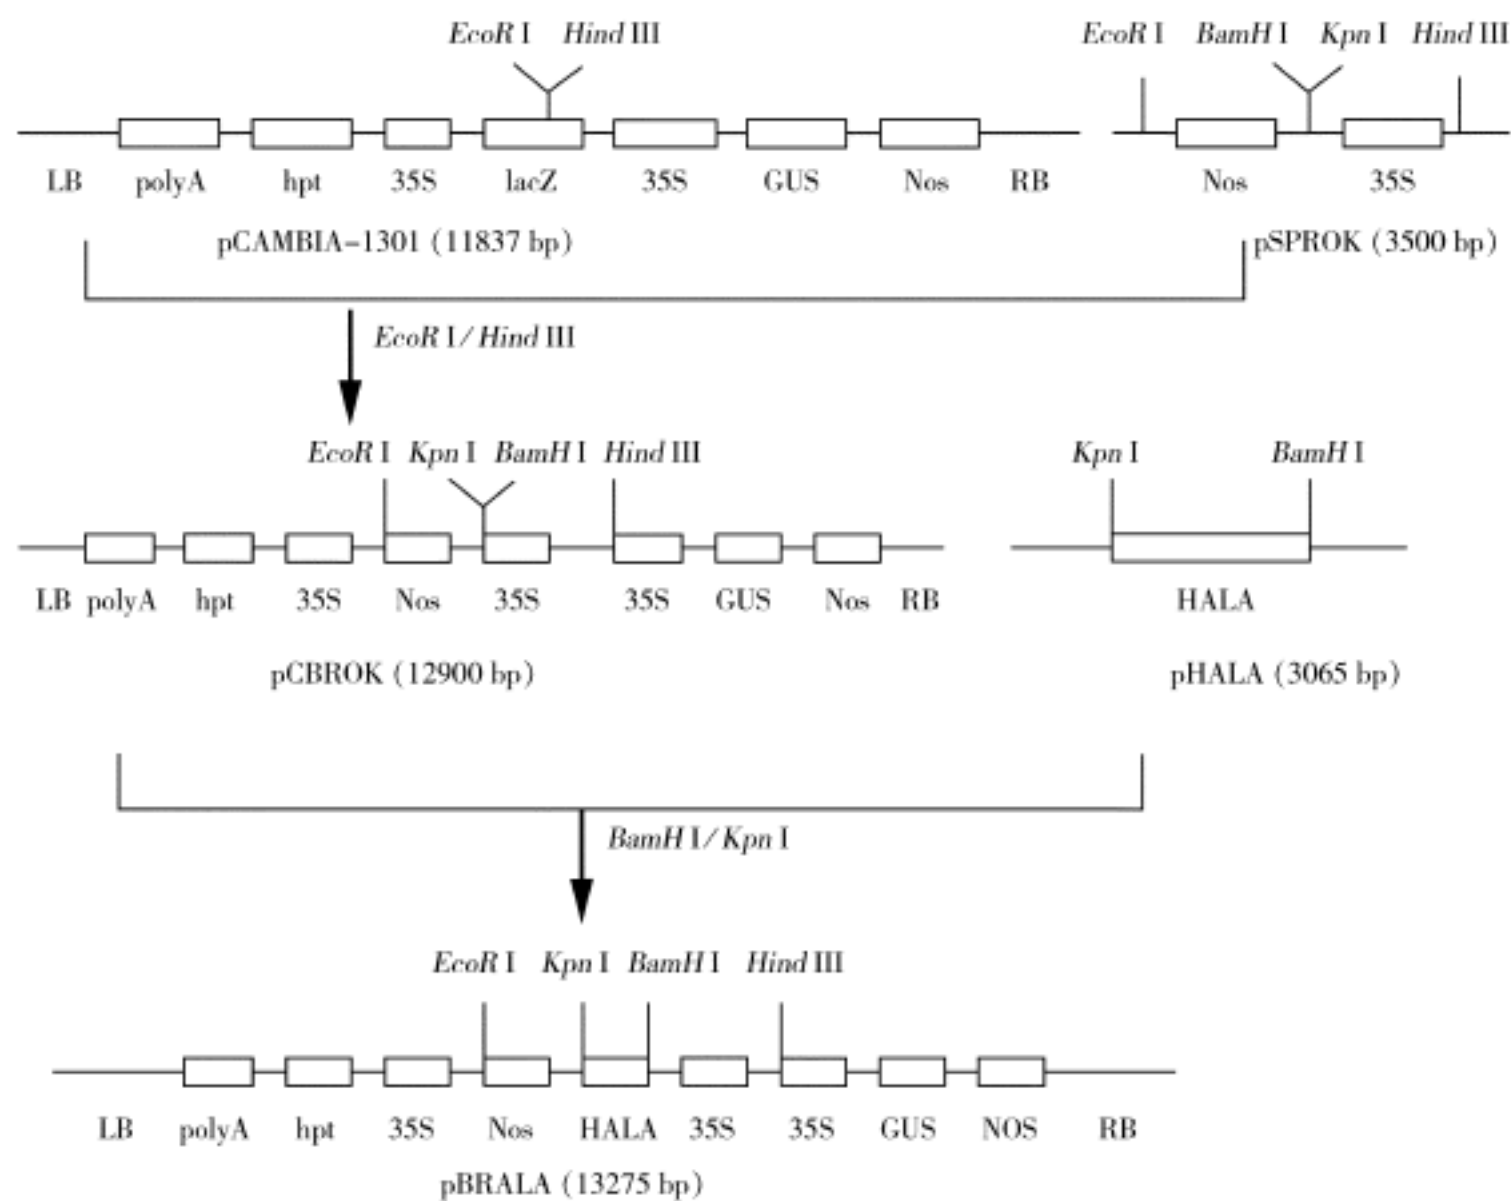 EcoR I Hind III EcoR I BamH I Kpn I Hind III
LB polyA hpt 35S lacZ 35S GUS Nos RB Nos 35S
pCAMBIA-1301 (11837 bp) pSPROK (3500 bp)
EcoR I/Hind III
EcoR I Kpn I BamH I Hind III Kpn I BamH I
LB polyA hpt 35S Nos 35S 35S GUS Nos RB HALA
pCBROK (12900 bp) pHALA (3065 bp)
BamH I/Kpn I
EcoR I Kpn I BamH I Hind III
LB polyA hpt 35S Nos HALA 35S 35S GUS NOS RB
pBRALA (13275 bp)